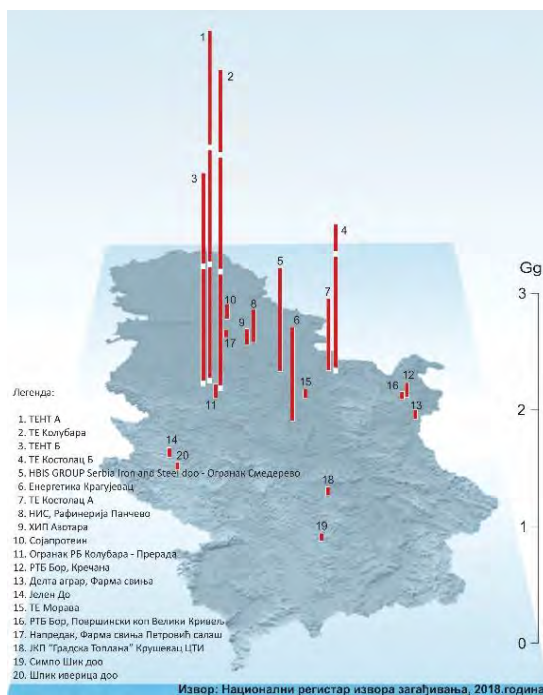 1
2
3
4
5
6
7
8
9
10
17
11
15
12
16
13
14
20
18
19
Gg
3
2
1
0
Легенда:
1. ТЕНТ А
2. ТЕ Колубара
3. ТЕНТ Б
4. ТЕ Костолац Б
5. HBIS GROUP Serbia Iron and Steel doo - Огранак Смедерево
6. Енергетика Крагујевац
7. ТЕ Костолац А
8. НИС, Рафинерија Панчево
9. ХИП Азотара
10. Сојапротеин
11. Огранак РБ Колубара - Прерада
12. РТБ Бор, Кречана
13. Делта аграр, Фарма свиња
14. Јелен До
15. ТЕ Морава
16. РТБ Бор, Површински коп Велики Кривељ
17. Напредак, Фарма свиња Петровић салаш
18. ЈКП "Градска Топлана" Крушевац ЦТИ
19. Симпо Шик доо
20. Шпик иверица доо
Извор: Национални регистар извора загађивања, 2018.година